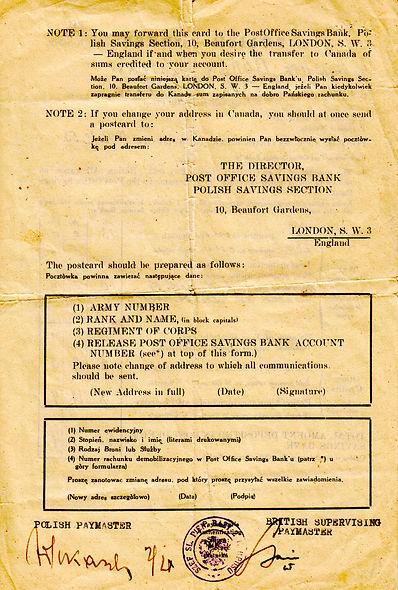 NOTE 1: You may forward this card to the PostOffice Savings Bank, Po-
lish Savings Section, 10, Beaufort Gardens, LONDON, S. W. 3
— England if and when you desire the transfer to Canada of
sums credited to your account.
Może Pan posłać niniejszą kartę do Post Office Savings Bank'u, Polish Savings Sec-
tion, 10. Beaufort Gardens, LONDON, S. W. 3 — England, jeżeli Pan kiedykolwiek
zapragnie transferu do Kanady sum zapisanych na dobro Pańskiego rachunku.
NOTE 2: If you change your address in Canada, you should at once send
a postcard to:
Jeżeli Pan zmieni adres w Kanadzie, powinien Pan bezzwłocznie wysłać pocztów-
kę pod adresem:
THE DIRECTOR,
POST OFFICE SAVINGS BANK
POLISH SAVINGS SECTION
10, Beaufort Gardens,
LONDON, S. W. 3
England
The postcard should be prepared as follows:
Pocztówka powinna zawierać następujące dane:
(1) ARMY NUMBER
(2) RANK AND NAME, (in block capitals)
(3) REGIMENT OF CORPS
(4) RELEASE POST OFFICE SAVINGS BANK ACCOUNT
NUMBER (see*) at top of this form.)
Please note change of address to which all communications
should be sent.
(New Address in full) (Date) (Signature)
(1) Numer ewidencyjny
(2) Stopień, nazwisko i imię (literami drukowanymi)
(3) Rodzaj Broni lub Służby
(4) Numer rachunku demobilizacyjnego w Post Office Savings Bank'u (patrz *) u
góry formularza)
Proszę zanotować zmianę adresu, pod który proszę przysyłać wszelkie zawiadomienia.
(Nowy adres szczegółowo) (Data) (Podpis)
POLISH PAYMASTER
BRITISH SUPERVISING
PAYMASTER